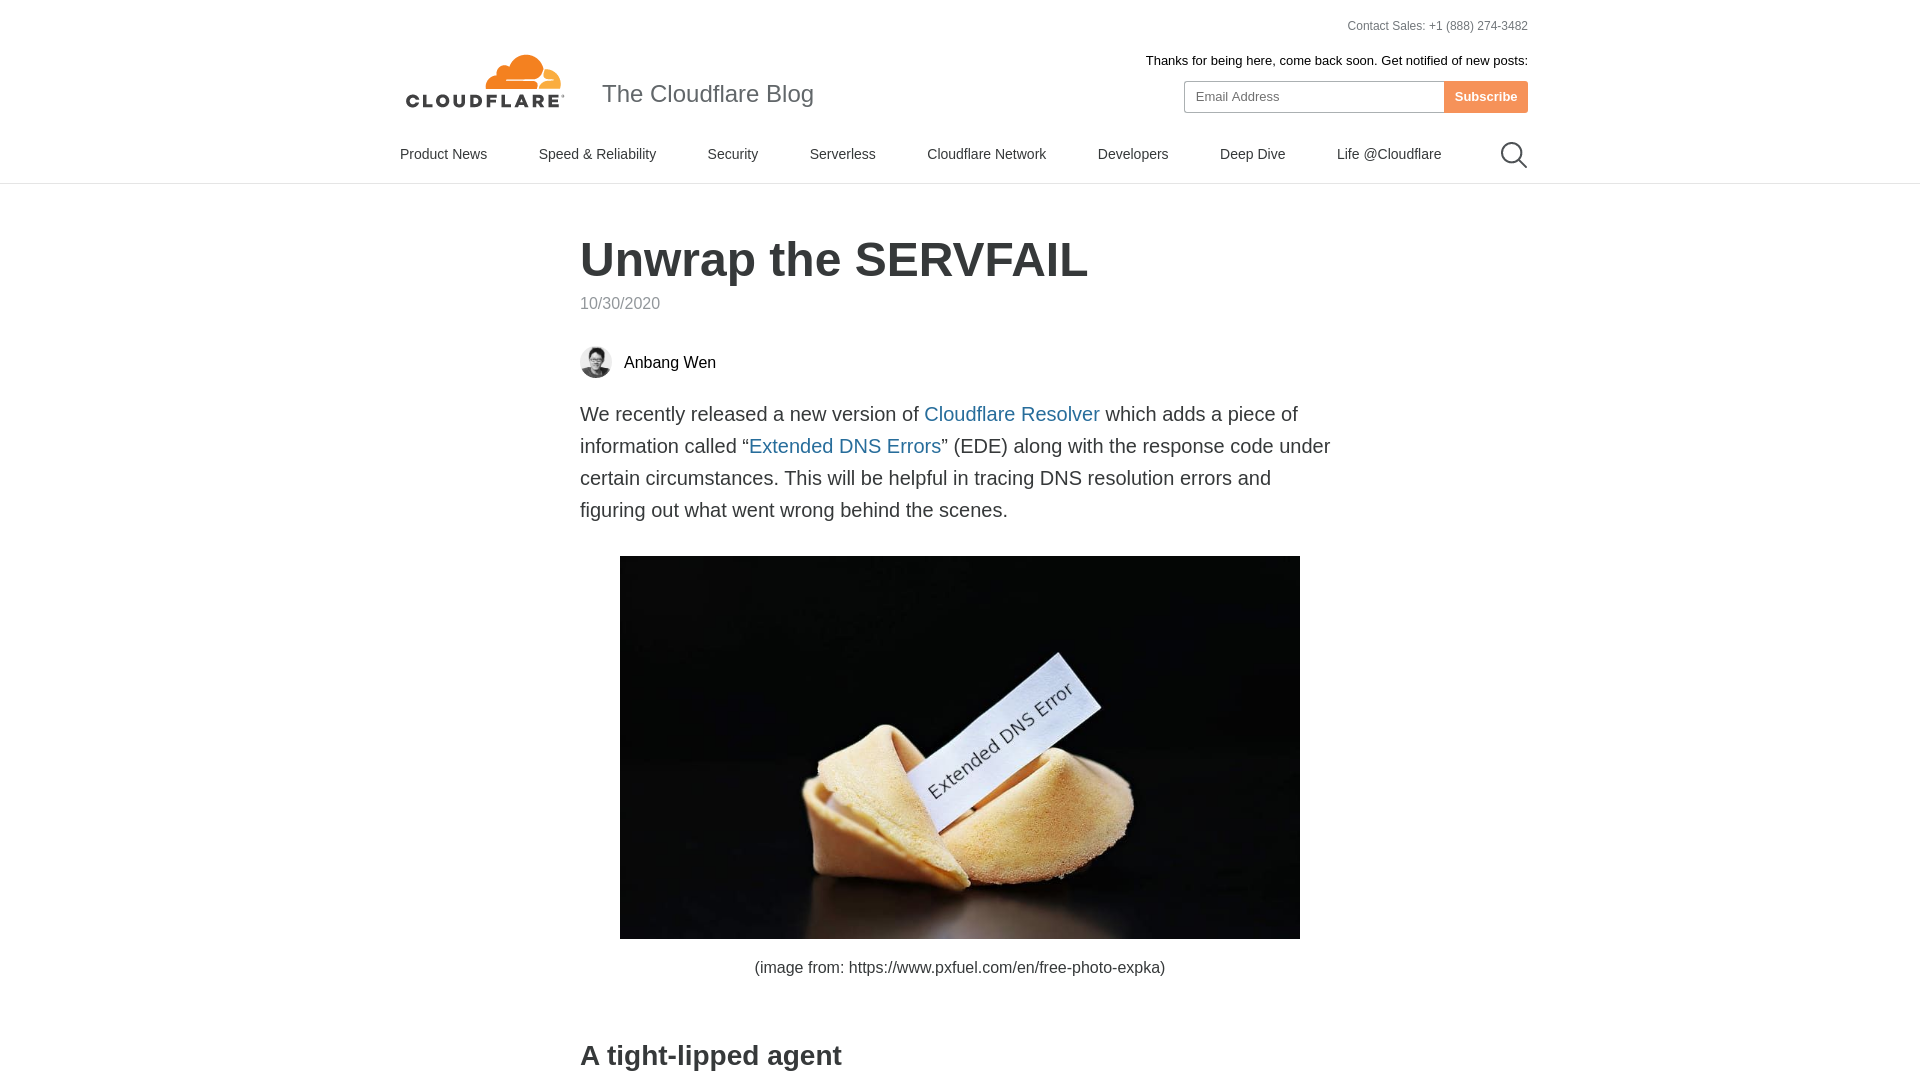 Contact Sales: +1 (888) 274-3482
Thanks for being here, come back soon. Get notified of new posts:
CLOUDFLARE®
The Cloudflare Blog
Email Address
Subscribe
Product News
Speed & Reliability
Security
Serverless
Cloudflare Network
Developers
Deep Dive
Life @Cloudflare
Unwrap the SERVFAIL
10/30/2020
Anbang Wen
We recently released a new version of Cloudflare Resolver which adds a piece of
information called “Extended DNS Errors” (EDE) along with the response code under
certain circumstances. This will be helpful in tracing DNS resolution errors and
figuring out what went wrong behind the scenes.
Extended DNS Error
(image from: https://www.pxfuel.com/en/free-photo-expka)
A tight-lipped agent